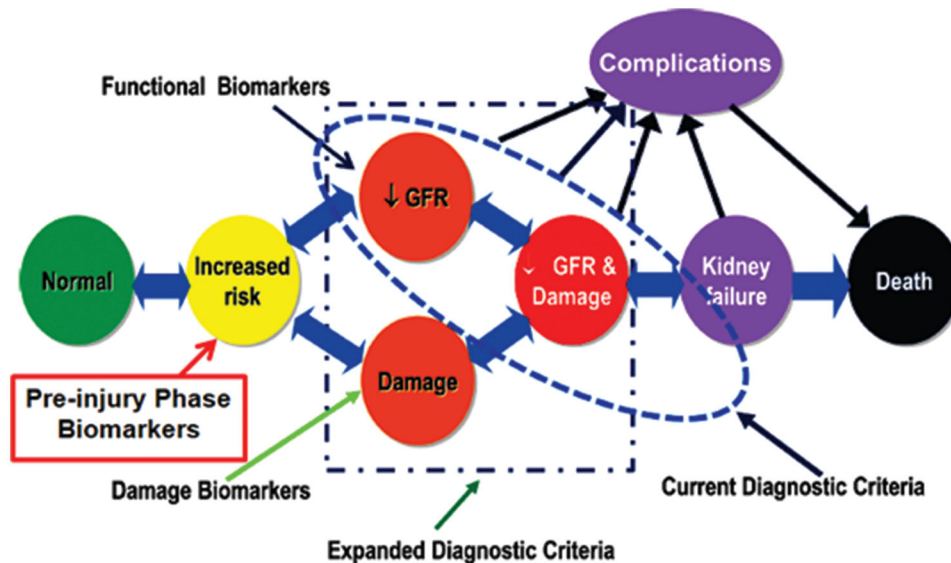 Complications
Functional Biomarkers
↓ GFR
Normal
Increased
risk
↓ GFR &
Damage
Kidney
failure
Death
Pre-injury Phase
Biomarkers
Damage
Damage Biomarkers
Current Diagnostic Criteria
Expanded Diagnostic Criteria